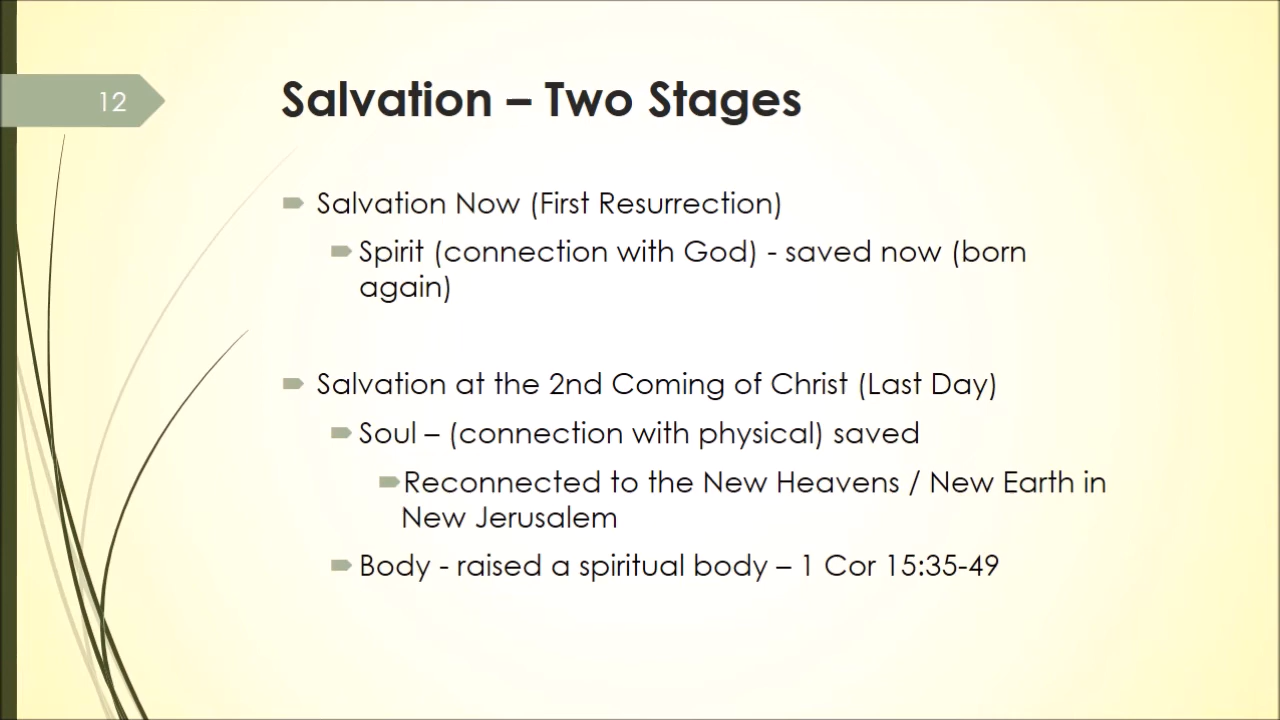 12
Salvation – Two Stages
Salvation Now (First Resurrection)
Spirit (connection with God) - saved now (born
again)
Salvation at the 2nd Coming of Christ (Last Day)
Soul – (connection with physical) saved
Reconnected to the New Heavens / New Earth in
New Jerusalem
Body - raised a spiritual body – 1 Cor 15:35-49